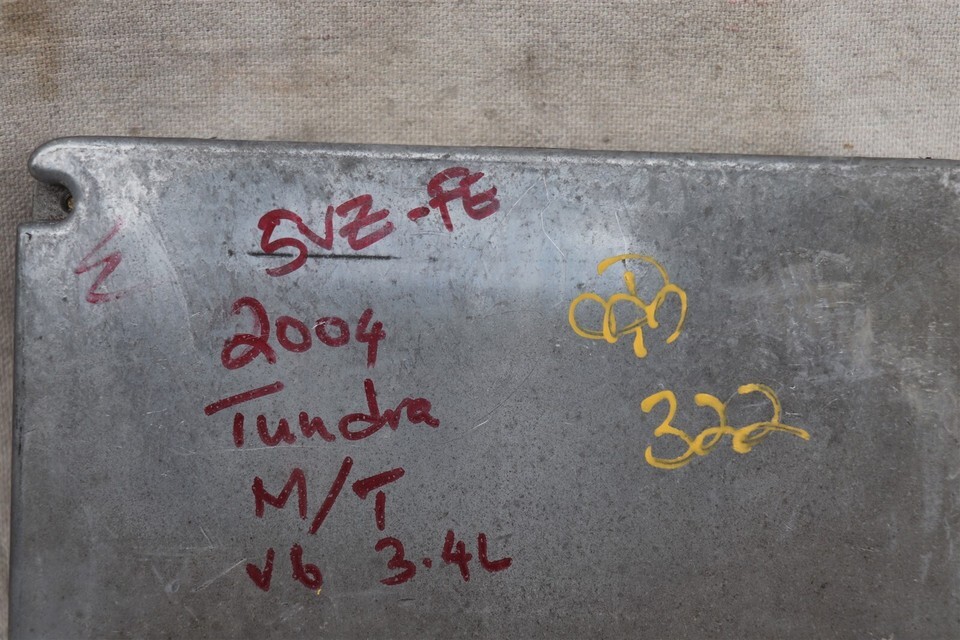 5VZ-FE
2004
Tundra
M/T
V6 3.4L
322